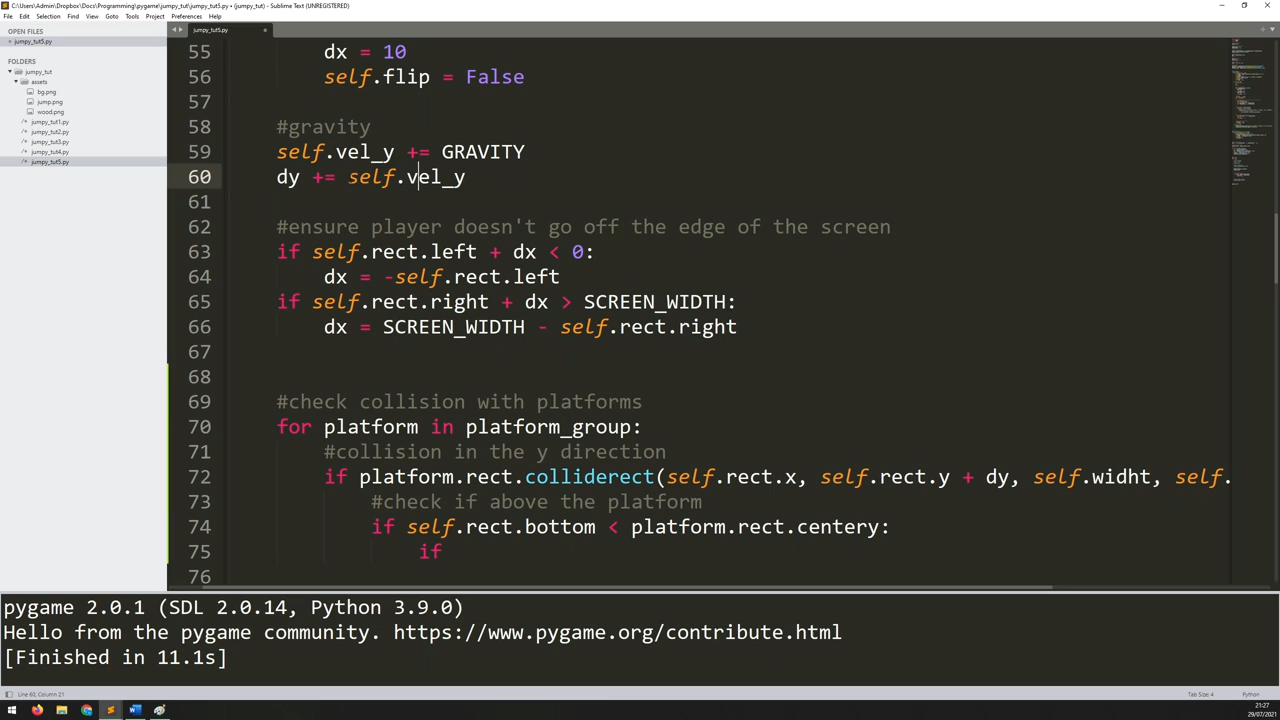 C:\Users\Admin\Dropbox\Docs\Programming\pygame\jumpy_tut\jumpy_tut5.py • (jumpy_tut) - Sublime Text (UNREGISTERED)
File Edit Selection Find View Goto Tools Project Preferences Help
OPEN FILES
jumpy_tut5.py
FOLDERS
jumpy_tut
assets
bg.png
jump.png
wood.png
jumpy_tut1.py
jumpy_tut2.py
jumpy_tut3.py
jumpy_tut4.py
jumpy_tut5.py
jumpy_tut5.py
55 dx = 10
56 self.flip = False
57
58 #gravity
59 self.vel_y += GRAVITY
60 dy += self.vel_y
61
62 #ensure player doesn't go off the edge of the screen
63 if self.rect.left + dx < 0:
64 dx = -self.rect.left
65 if self.rect.right + dx > SCREEN_WIDTH:
66 dx = SCREEN_WIDTH - self.rect.right
67
68
69 #check collision with platforms
70 for platform in platform_group:
71 #collision in the y direction
72 if platform.rect.colliderect(self.rect.x, self.rect.y + dy, self.widht, self.
73 #check if above the platform
74 if self.rect.bottom < platform.rect.centery:
75 if
76
pygame 2.0.1 (SDL 2.0.14, Python 3.9.0)
Hello from the pygame community. https://www.pygame.org/contribute.html
[Finished in 11.1s]
Line 60, Column 21
Tab Size: 4
Python
21:27
29/07/2021